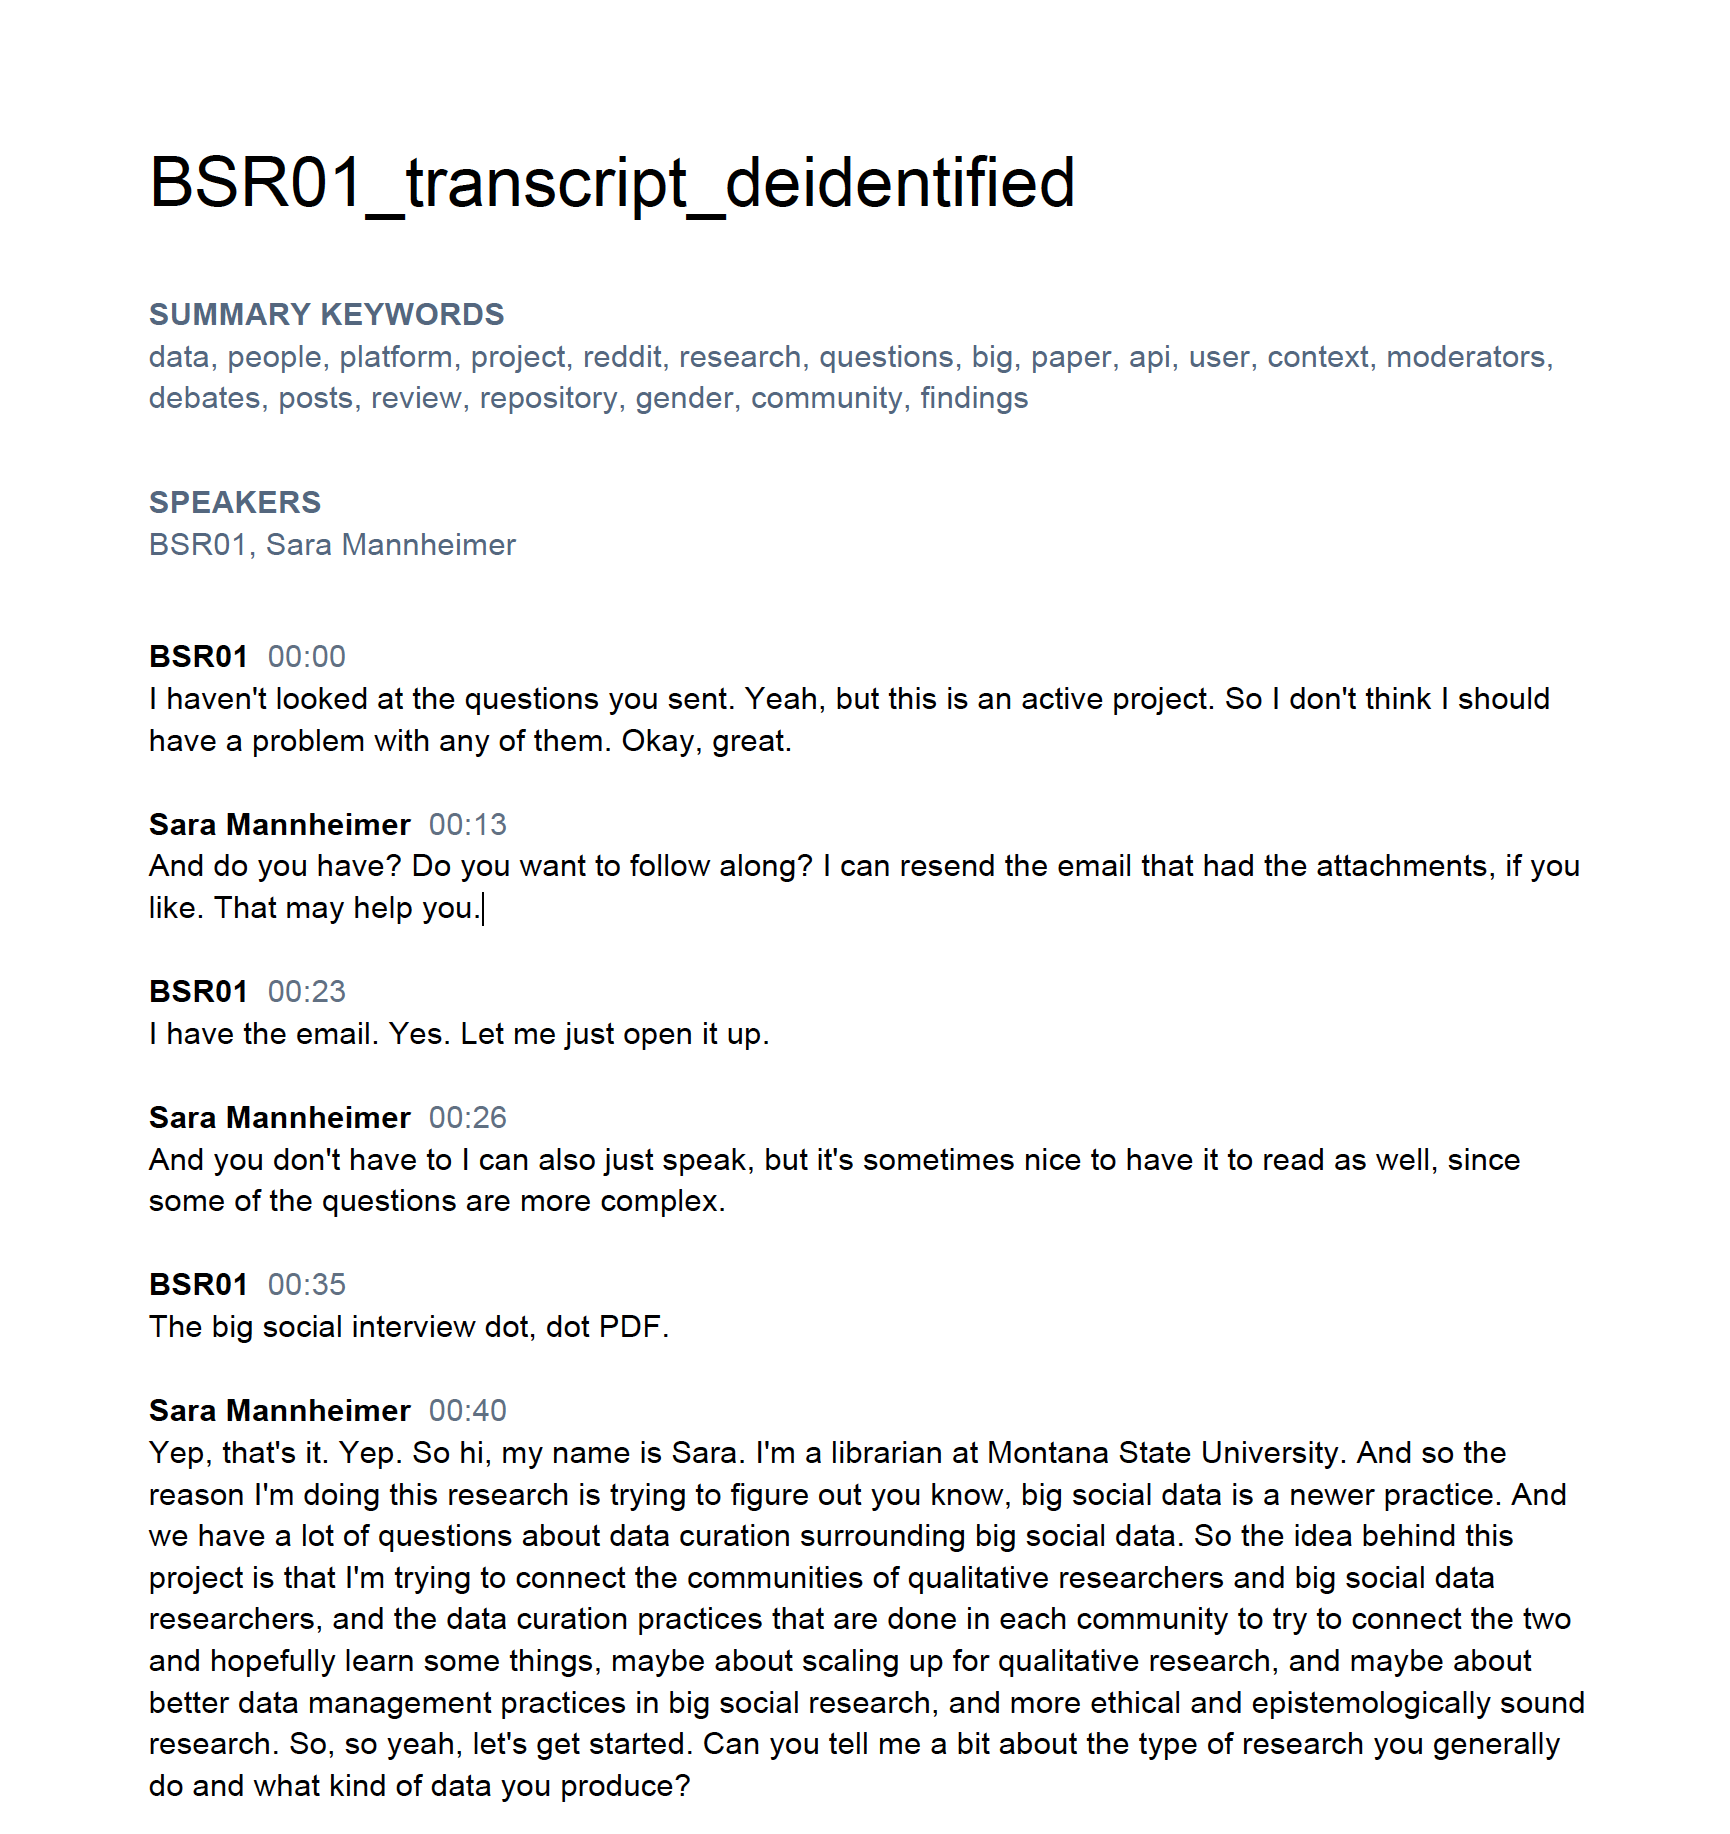 BSR01_transcript_deidentified
SUMMARY KEYWORDS
data, people, platform, project, reddit, research, questions, big, paper, api, user, context, moderators,
debates, posts, review, repository, gender, community, findings
SPEAKERS
BSR01, Sara Mannheimer
BSR01 00:00
I haven't looked at the questions you sent. Yeah, but this is an active project. So I don't think I should
have a problem with any of them. Okay, great.
Sara Mannheimer 00:13
And do you have? Do you want to follow along? I can resend the email that had the attachments, if you
like. That may help you.
BSR01 00:23
I have the email. Yes. Let me just open it up.
Sara Mannheimer 00:26
And you don't have to I can also just speak, but it's sometimes nice to have it to read as well, since
some of the questions are more complex.
BSR01 00:35
The big social interview dot, dot PDF.
Sara Mannheimer 00:40
Yep, that's it. Yep. So hi, my name is Sara. I'm a librarian at Montana State University. And so the
reason I'm doing this research is trying to figure out you know, big social data is a newer practice. And
we have a lot of questions about data curation surrounding big social data. So the idea behind this
project is that I'm trying to connect the communities of qualitative researchers and big social data
researchers, and the data curation practices that are done in each community to try to connect the two
and hopefully learn some things, maybe about scaling up for qualitative research, and maybe about
better data management practices in big social research, and more ethical and epistemologically sound
research. So, so yeah, let's get started. Can you tell me a bit about the type of research you generally
do and what kind of data you produce?